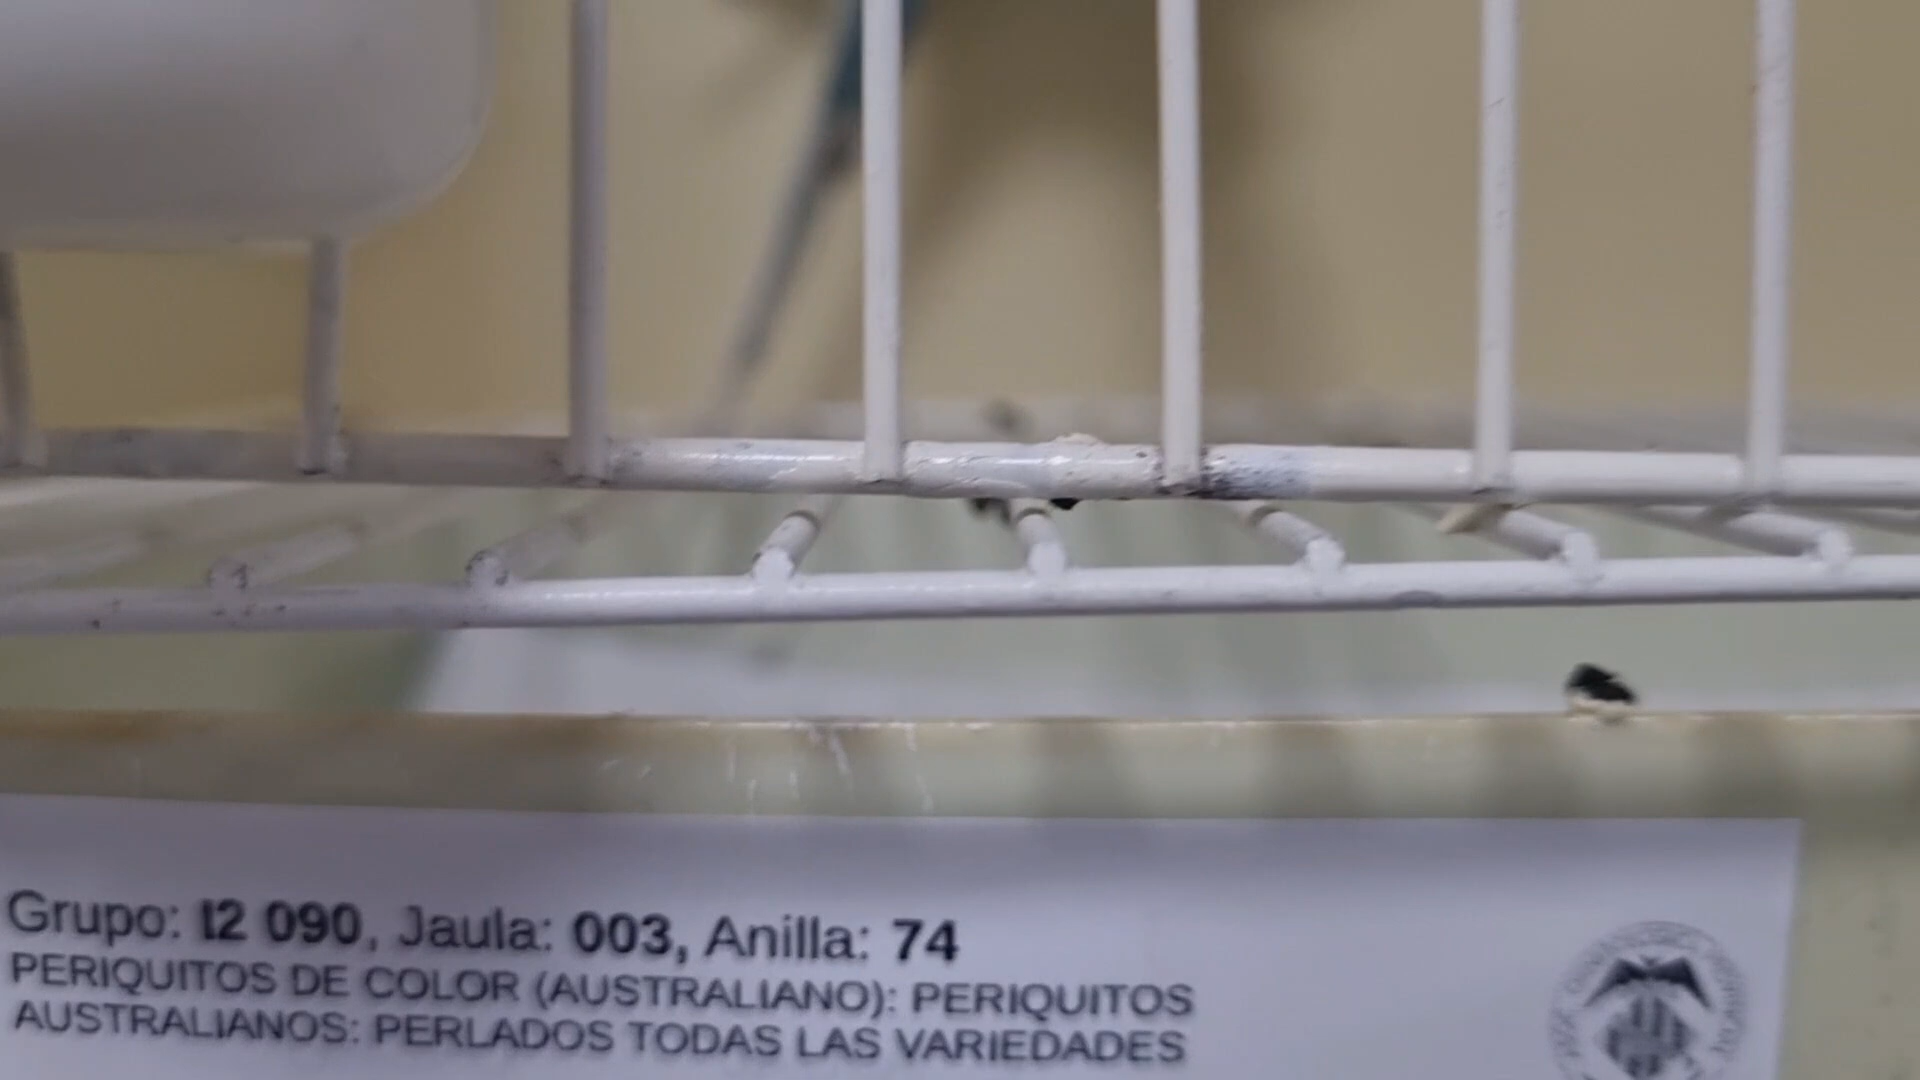 Grupo: I2 090, Jaula: 003, Anilla: 74
PERIQUITOS DE COLOR (AUSTRALIANO): PERIQUITOS
AUSTRALIANOS: PERLADOS TODAS LAS VARIEDADES